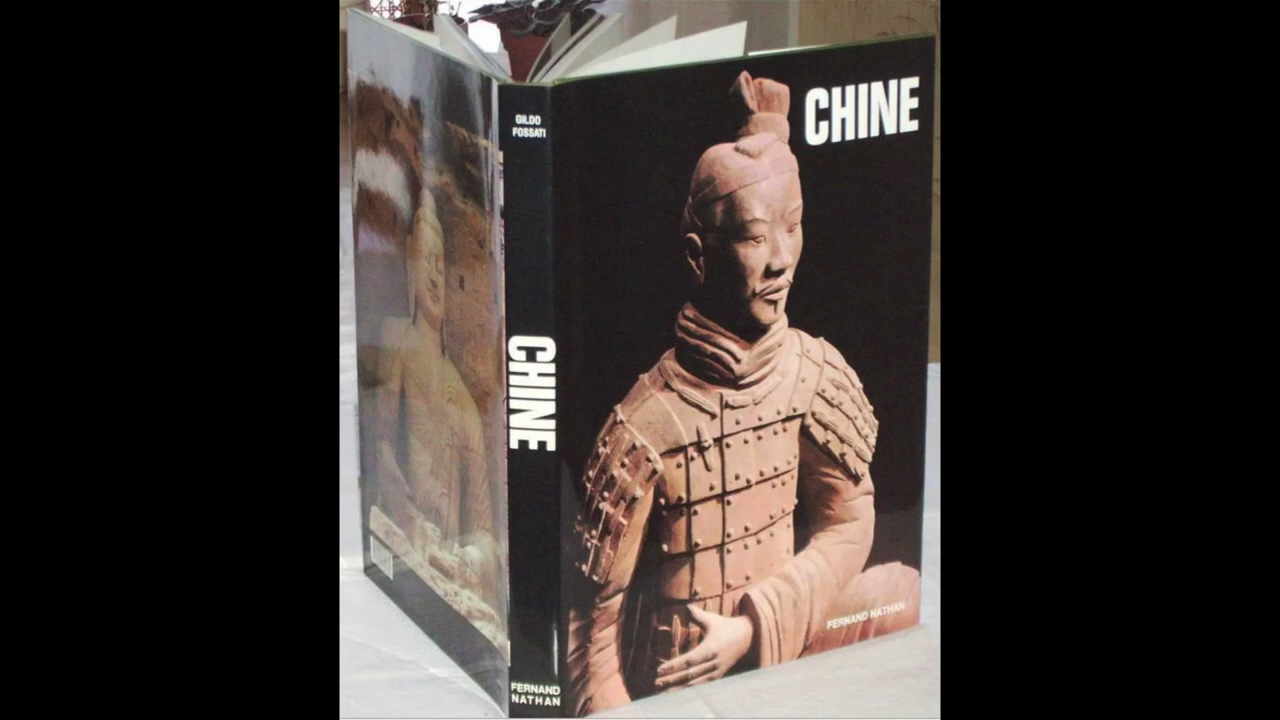 GILDO
FOSSATI
CHINE
FERNAND
NATHAN
CHINE
FERNAND NATHAN